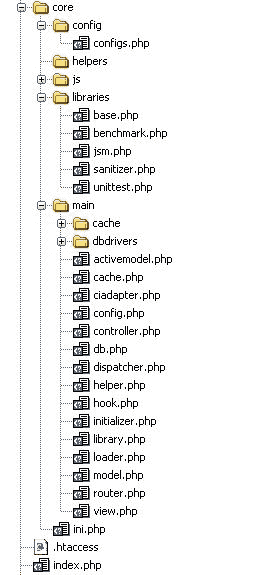 core
config
configs.php
helpers
js
libraries
base.php
benchmark.php
jsm.php
sanitizer.php
unittest.php
main
cache
dbdrivers
activemodel.php
cache.php
ciadapter.php
config.php
controller.php
db.php
dispatcher.php
helper.php
hook.php
initializer.php
library.php
loader.php
model.php
router.php
view.php
ini.php
.htaccess
index.php